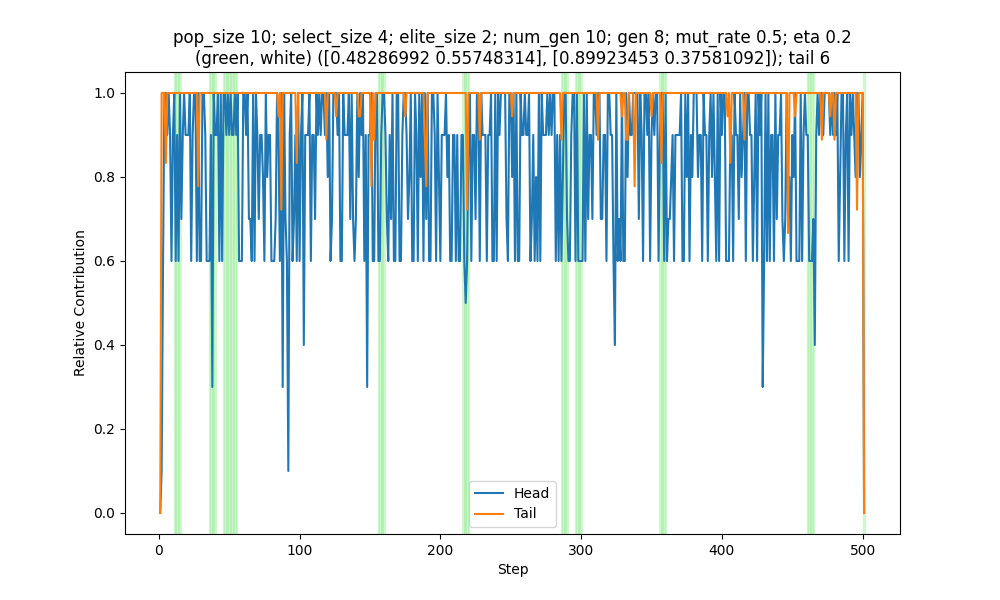 pop_size 10; select_size 4; elite_size 2; num_gen 10; gen 8; mut_rate 0.5; eta 0.2
(green, white) ([0.48286992 0.55748314], [0.89923453 0.37581092]); tail 6
Relative Contribution
1.0
0.8
0.6
0.4
0.2
0.0
Head
Tail
0
100
200
300
400
500
Step